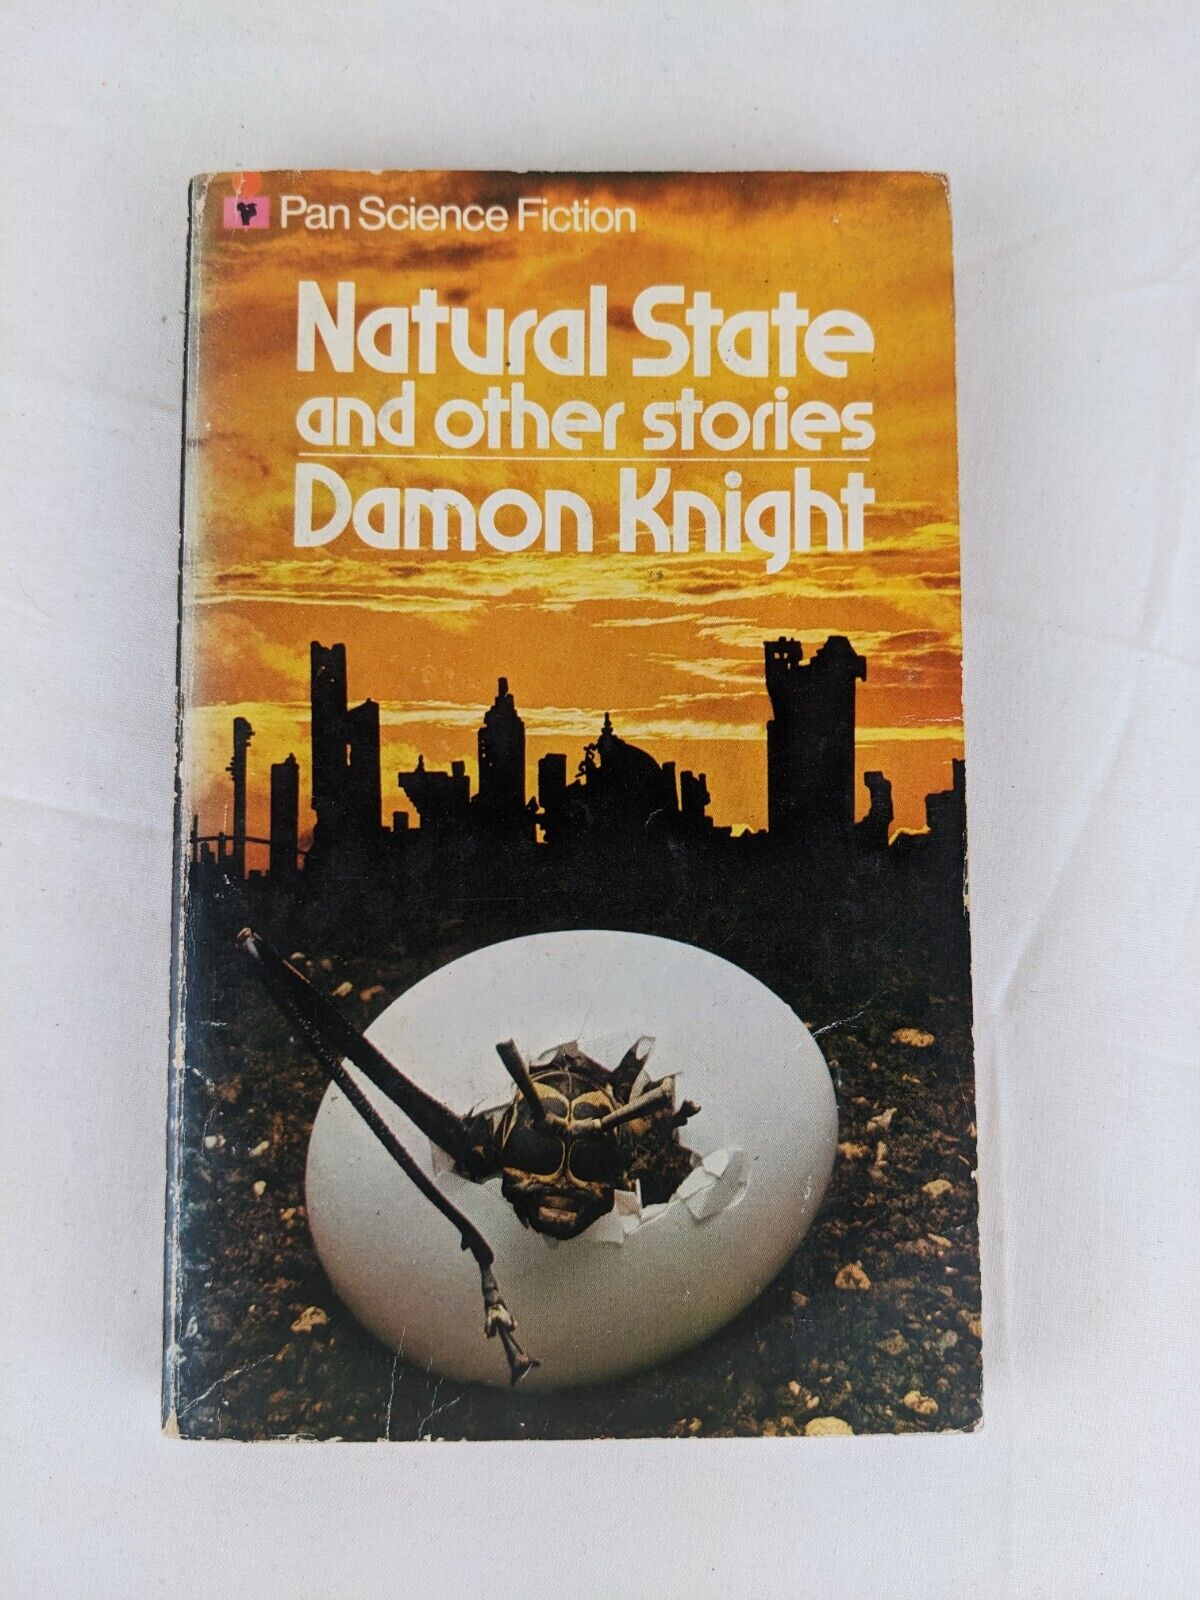 Pan Science Fiction
Natural State
and other stories
Damon Knight